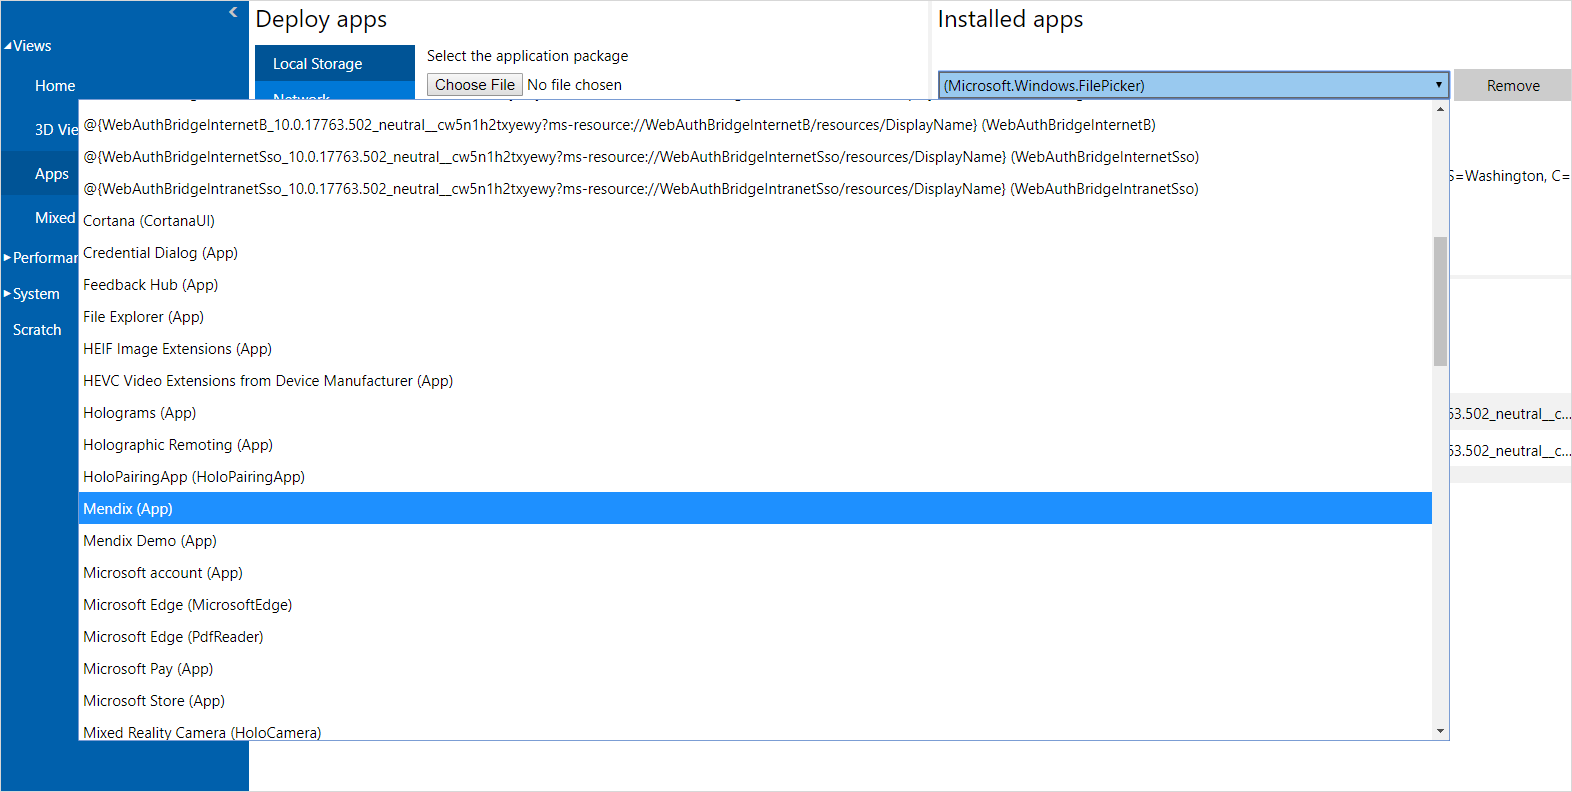 Views
Home
3D Vie
Apps
Mixed
Performan
System
Scratch
Deploy apps
Local Storage
Network
Select the application package
Choose File No file chosen
Installed apps
(Microsoft.Windows.FilePicker)
Remove
@{WebAuthBridgeInternetB_10.0.17763.502_neutral__cw5n1h2txyewy?ms-resource://WebAuthBridgeInternetB/resources/DisplayName} (WebAuthBridgeInternetB)
@{WebAuthBridgeInternetSso_10.0.17763.502_neutral__cw5n1h2txyewy?ms-resource://WebAuthBridgeInternetSso/resources/DisplayName} (WebAuthBridgeInternetSso)
@{WebAuthBridgeIntranetSso_10.0.17763.502_neutral__cw5n1h2txyewy?ms-resource://WebAuthBridgeIntranetSso/resources/DisplayName} (WebAuthBridgeIntranetSso)
Cortana (CortanaUI)
Credential Dialog (App)
Feedback Hub (App)
File Explorer (App)
HEIF Image Extensions (App)
HEVC Video Extensions from Device Manufacturer (App)
Holograms (App)
Holographic Remoting (App)
HoloPairingApp (HoloPairingApp)
Mendix (App)
Mendix Demo (App)
Microsoft account (App)
Microsoft Edge (MicrosoftEdge)
Microsoft Edge (PdfReader)
Microsoft Pay (App)
Microsoft Store (App)
Mixed Reality Camera (HoloCamera)
S=Washington, C=
63.502_neutral__c...
63.502_neutral__c...